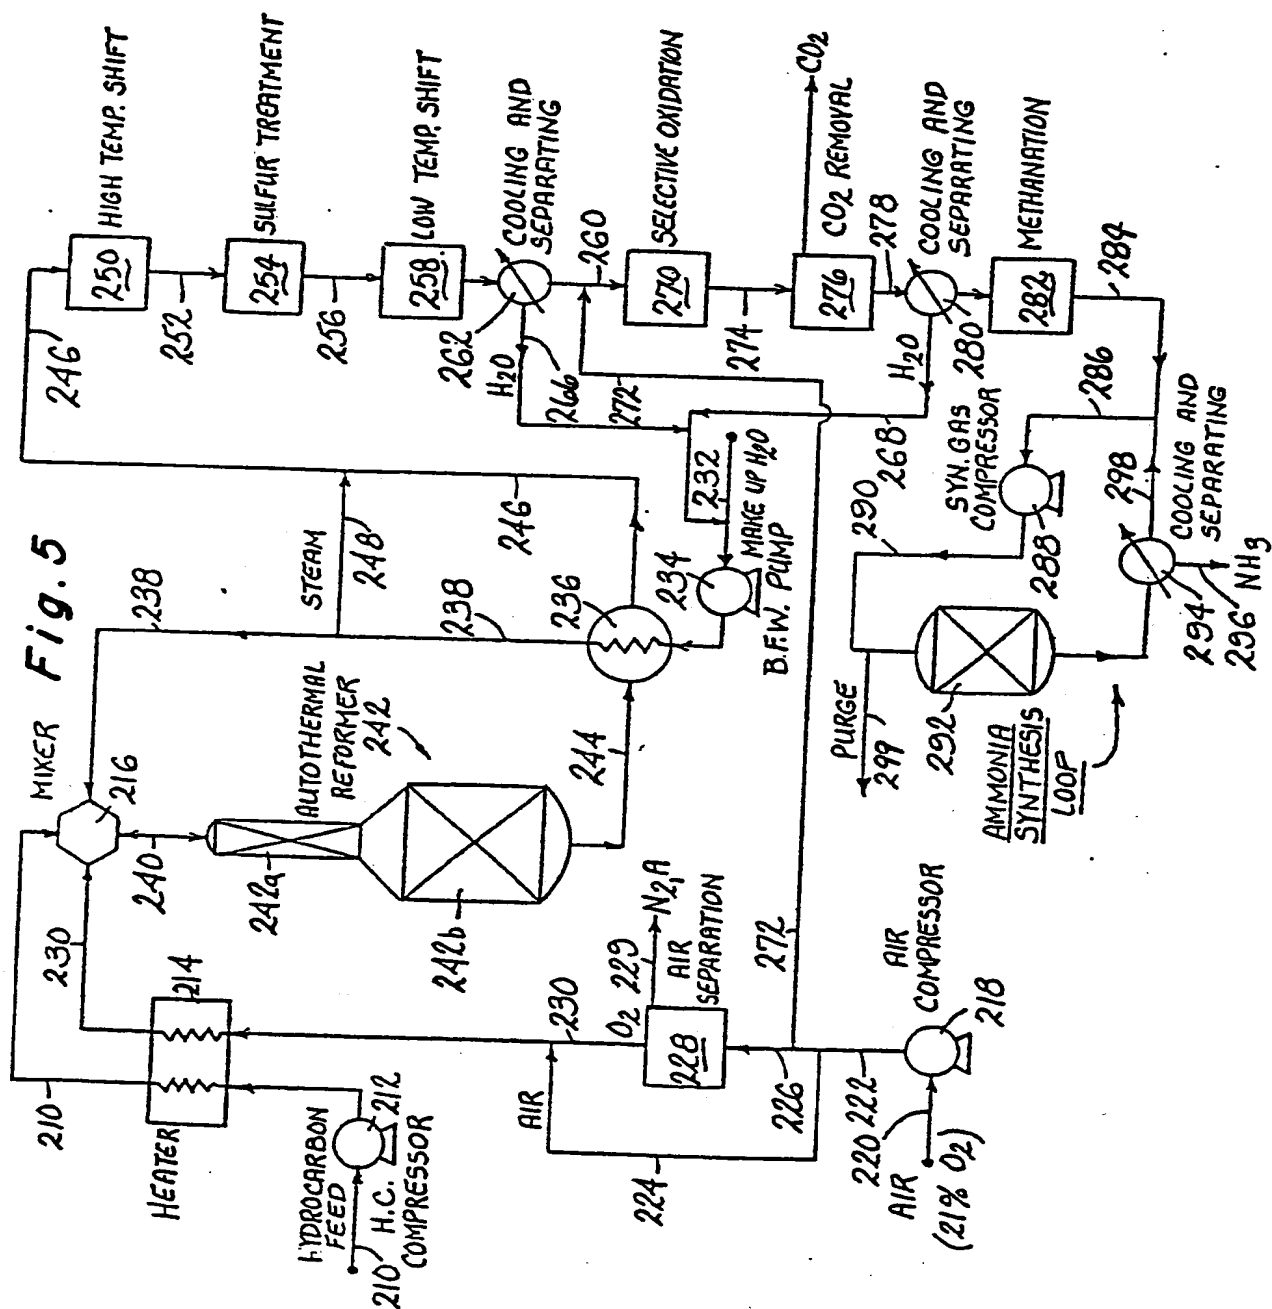 Fig. 5
HIGH TEMP. SHIFT
250
246
252
SULFUR TREATMENT
254
256
LOW TEMP. SHIFT
258
COOLING AND
SEPARATING
262
H2O
266
260
272
SELECTIVE OXIDATION
270
274
CO2
CO2 REMOVAL
276
278
COOLING AND
SEPARATING
280
H2O
268
METHANATION
282
284
286
STEAM
248
246
238
238
236
232
MAKE UP H2O
234
B.F.W. PUMP
SYN. GAS
COMPRESSOR
288
290
298
COOLING AND
SEPARATING
294
296
NH3
MIXER
216
240
AUTOTHERMAL
REFORMER
242
242a
242b
244
PURGE
299
292
AMMONIA
SYNTHESIS
LOOP
230
214
210
HEATER
HYDROCARBON
FEED
210
H.C.
COMPRESSOR
212
AIR
224
230
O2
229
N2, A
AIR
SEPARATION
228
226
272
222
AIR
COMPRESSOR
218
220
AIR
(21% O2)